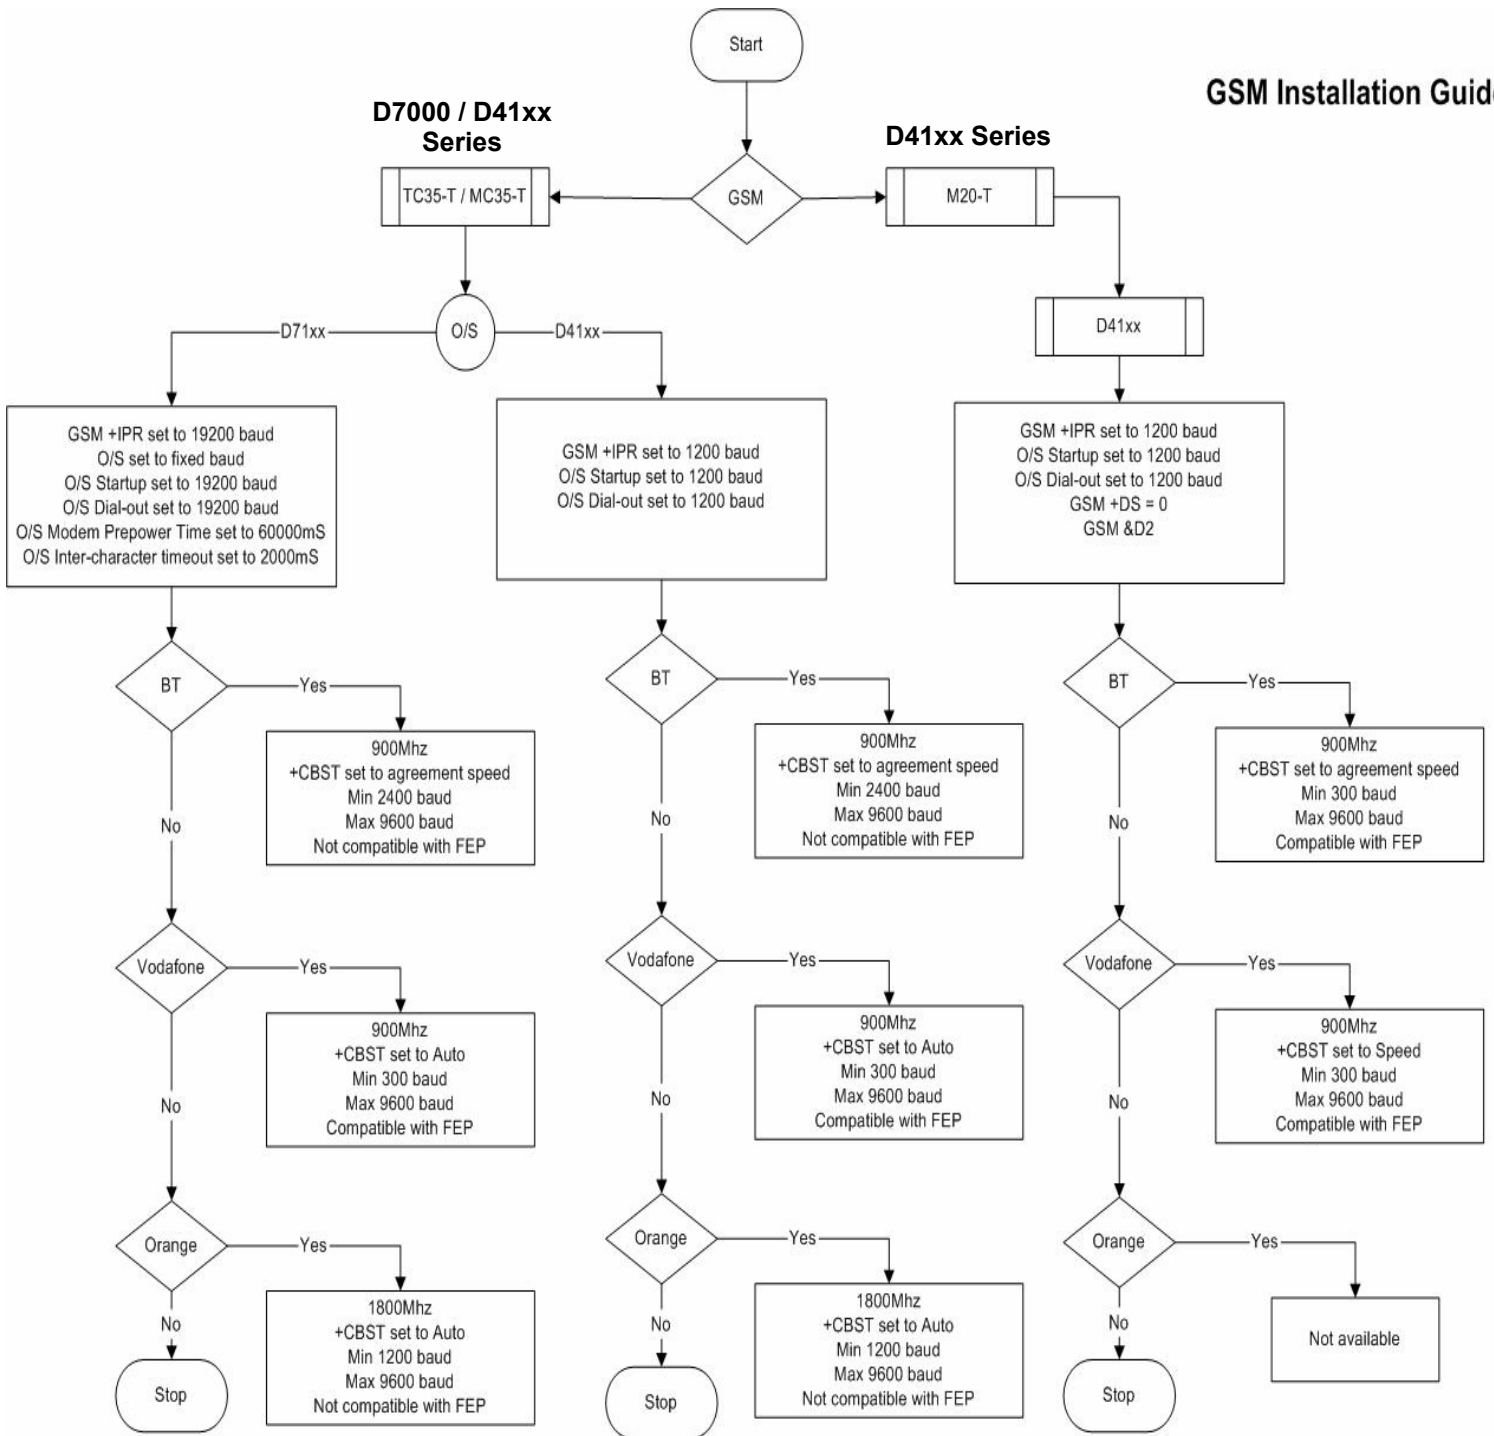 Start
GSM Installation Guid
D7000 / D41xx
Series
D41xx Series
TC35-T / MC35-T
GSM
M20-T
D41xx
D71xx
O/S
D41xx
GSM +IPR set to 19200 baud
O/S set to fixed baud
O/S Startup set to 19200 baud
O/S Dial-out set to 19200 baud
O/S Modem Prepower Time set to 60000mS
O/S Inter-character timeout set to 2000mS
GSM +IPR set to 1200 baud
O/S Startup set to 1200 baud
O/S Dial-out set to 1200 baud
GSM +IPR set to 1200 baud
O/S Startup set to 1200 baud
O/S Dial-out set to 1200 baud
GSM +DS = 0
GSM &D2
BT
Yes
900Mhz
+CBST set to agreement speed
Min 2400 baud
Max 9600 baud
Not compatible with FEP
No
BT
Yes
900Mhz
+CBST set to agreement speed
Min 2400 baud
Max 9600 baud
Not compatible with FEP
No
BT
Yes
900Mhz
+CBST set to agreement speed
Min 300 baud
Max 9600 baud
Compatible with FEP
No
Vodafone
Yes
900Mhz
+CBST set to Auto
Min 300 baud
Max 9600 baud
Compatible with FEP
No
Vodafone
Yes
900Mhz
+CBST set to Auto
Min 300 baud
Max 9600 baud
Compatible with FEP
No
Vodafone
Yes
900Mhz
+CBST set to Speed
Min 300 baud
Max 9600 baud
Compatible with FEP
No
Orange
Yes
1800Mhz
+CBST set to Auto
Min 1200 baud
Max 9600 baud
Not compatible with FEP
No
Stop
Orange
Yes
1800Mhz
+CBST set to Auto
Min 1200 baud
Max 9600 baud
Not compatible with FEP
No
Stop
Orange
Yes
Not available
No
Stop